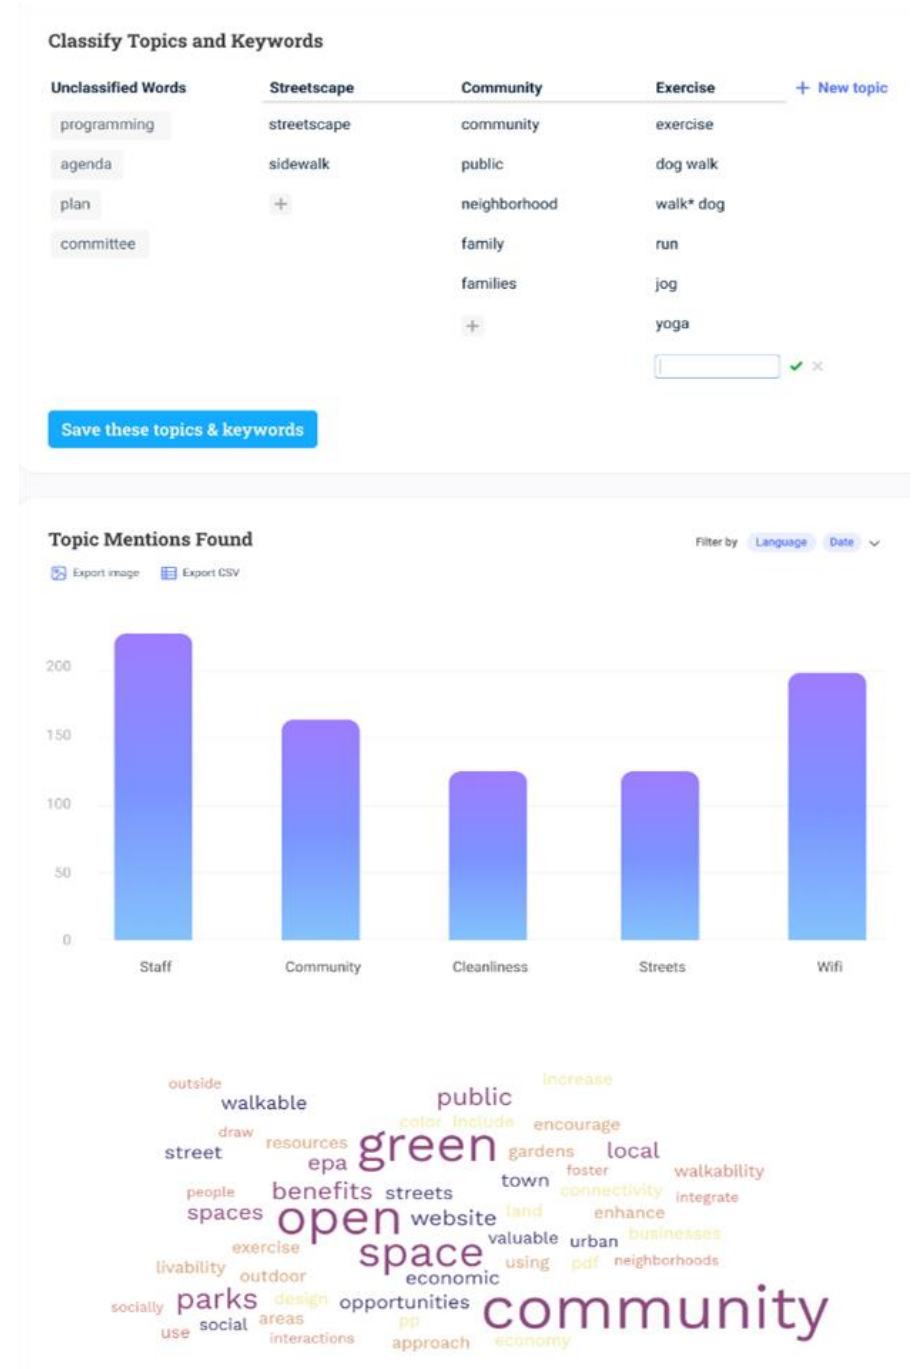 Classify Topics and Keywords
Unclassified Words Streetscape Community Exercise + New topic
programming streetscape community exercise
agenda sidewalk public dog walk
plan + neighborhood walk* dog
committee family run
families jog
+ yoga
Save these topics & keywords
Topic Mentions Found
Filter by Language Date
Export image Export CSV
200
150
100
50
0
Staff Community Cleanliness Streets Wifi
increase
outside
public
walkable
color include encourage
draw
resources green gardens local
street
epa
foster walkability
town
people benefits streets connectivity integrate
spaces open website land enhance
valuable urban businesses
exercise
space using pdf neighborhoods
livability outdoor economic
socially parks design opportunities community
social areas pp
use interactions approach economy